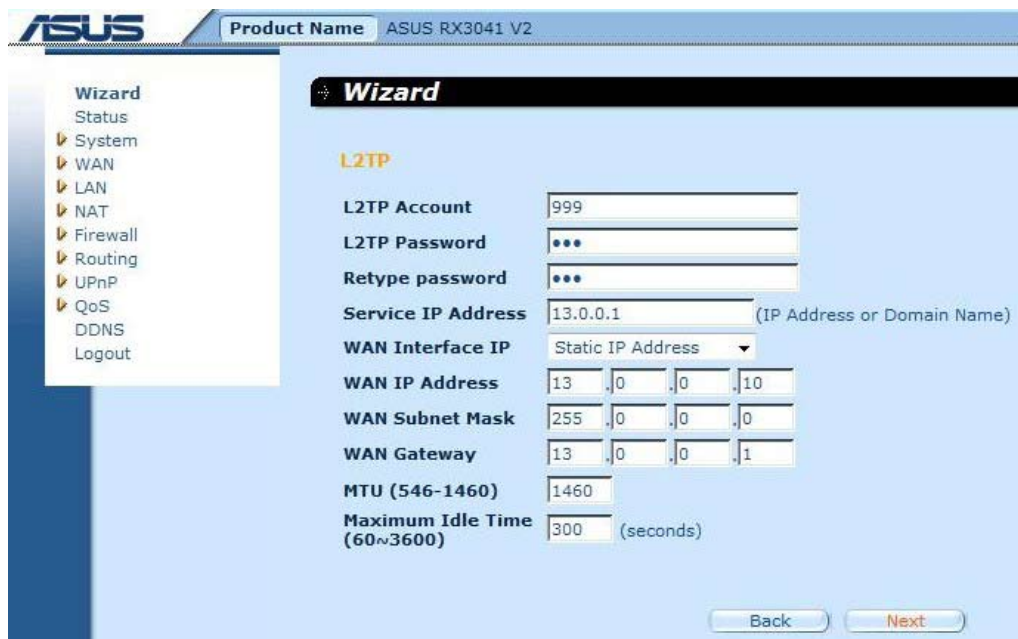 ASUS
Product Name ASUS RX3041 V2
Wizard
Status
System
WAN
LAN
NAT
Firewall
Routing
UPnP
QoS
DDNS
Logout
Wizard
L2TP
L2TP Account 999
L2TP Password •••
Retype password •••
Service IP Address 13.0.0.1 (IP Address or Domain Name)
WAN Interface IP Static IP Address
WAN IP Address 13 .0 .0 .10
WAN Subnet Mask 255 .0 .0 .0
WAN Gateway 13 .0 .0 .1
MTU (546-1460) 1460
Maximum Idle Time
(60~3600) 300 (seconds)
Back Next